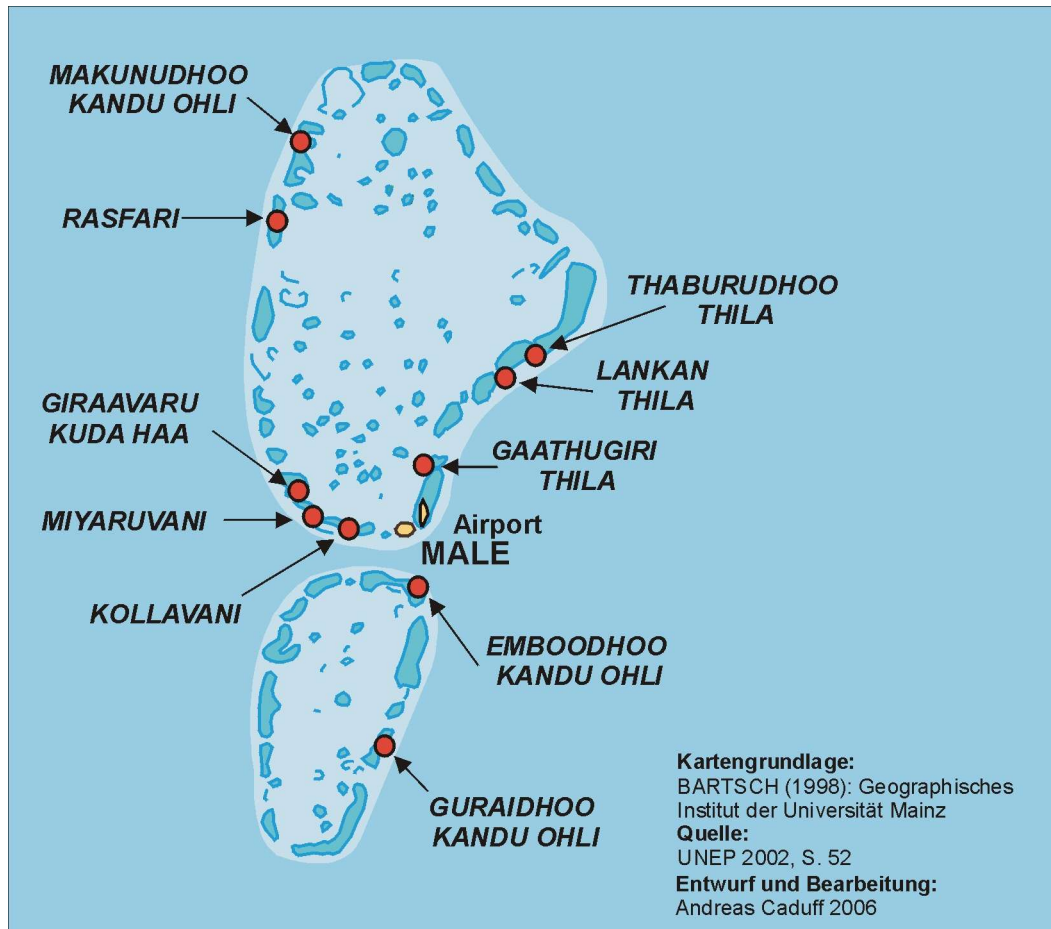 MAKUNUDHOO
KANDU OHLI
RASFARI
THABURUDHOO
THILA
LANKAN
THILA
GIRAAVARU
KUDA HAA
GAATHUGIRI
THILA
MIYARUVANI
Airport
MALE
KOLLAVANI
EMBOODHOO
KANDU OHLI
GURAIDHOO
KANDU OHLI
Kartengrundlage:
BARTSCH (1998): Geographisches
Institut der Universität Mainz
Quelle:
UNEP 2002, S. 52
Entwurf und Bearbeitung:
Andreas Caduff 2006